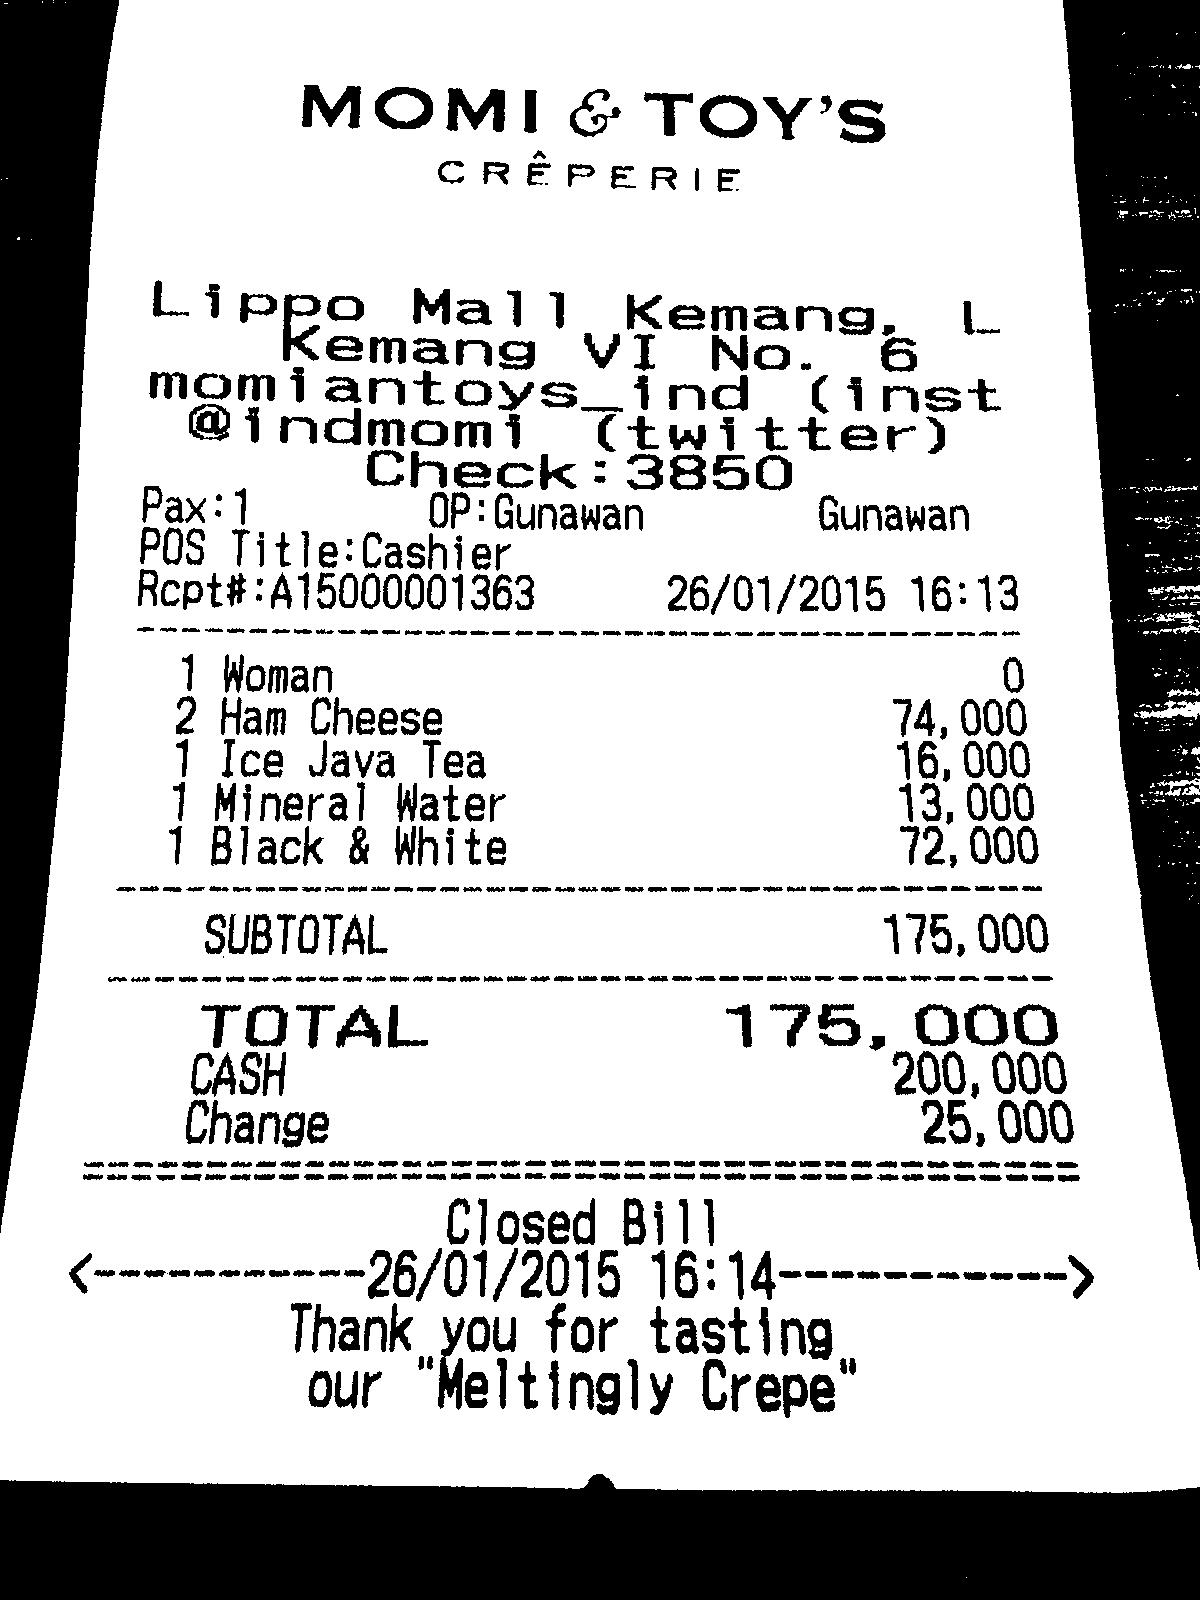 MOMI & TOY'S
CRÊPERIE
Lippo Mall Kemang, L
Kemang VI No. 6
momiantoys_ind (inst
@indmomi (twitter)
Check:3850
Pax:1 OP:Gunawan Gunawan
POS Title:Cashier
Rcpt#:A15000001363 26/01/2015 16:13
1 Woman 0
2 Ham Cheese 74,000
1 Ice Java Tea 16,000
1 Mineral Water 13,000
1 Black & White 72,000
SUBTOTAL 175,000
TOTAL 175,000
CASH 200,000
Change 25,000
Closed Bill
<-----------26/01/2015 16:14------------>
Thank you for tasting
our "Meltingly Crepe"